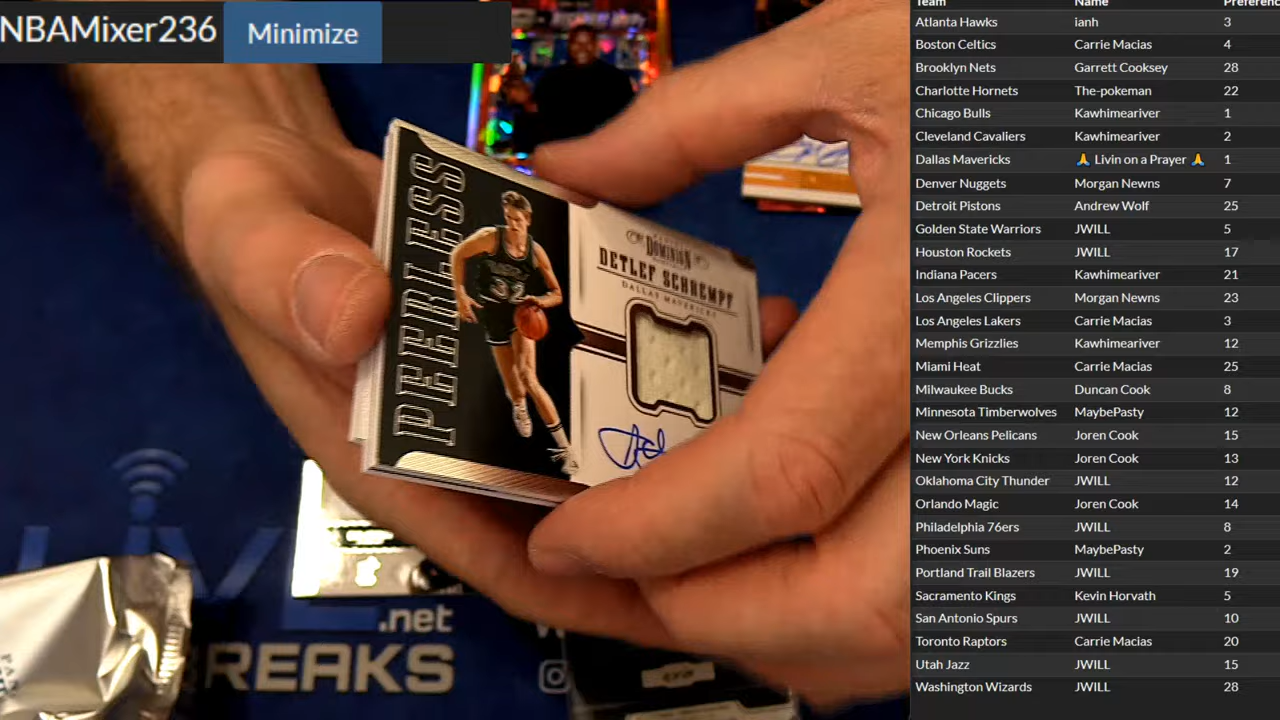 NBAMixer236 Minimize
PEERLESS
DOMINION
DETLEF SCHREMPF
DALLAS MAVERICKS
32
LIVE
.net
BREAKS
Team Name Preferenc
Atlanta Hawks ianh 3
Boston Celtics Carrie Macias 4
Brooklyn Nets Garrett Cooksey 28
Charlotte Hornets The-pokeman 22
Chicago Bulls Kawhimeariver 1
Cleveland Cavaliers Kawhimeariver 2
Dallas Mavericks 🙏 Livin on a Prayer 🙏 1
Denver Nuggets Morgan Newns 7
Detroit Pistons Andrew Wolf 25
Golden State Warriors JWILL 5
Houston Rockets JWILL 17
Indiana Pacers Kawhimeariver 21
Los Angeles Clippers Morgan Newns 23
Los Angeles Lakers Carrie Macias 3
Memphis Grizzlies Kawhimeariver 12
Miami Heat Carrie Macias 25
Milwaukee Bucks Duncan Cook 8
Minnesota Timberwolves MaybePasty 12
New Orleans Pelicans Joren Cook 15
New York Knicks Joren Cook 13
Oklahoma City Thunder JWILL 12
Orlando Magic Joren Cook 14
Philadelphia 76ers JWILL 8
Phoenix Suns MaybePasty 2
Portland Trail Blazers JWILL 19
Sacramento Kings Kevin Horvath 5
San Antonio Spurs JWILL 10
Toronto Raptors Carrie Macias 20
Utah Jazz JWILL 15
Washington Wizards JWILL 28